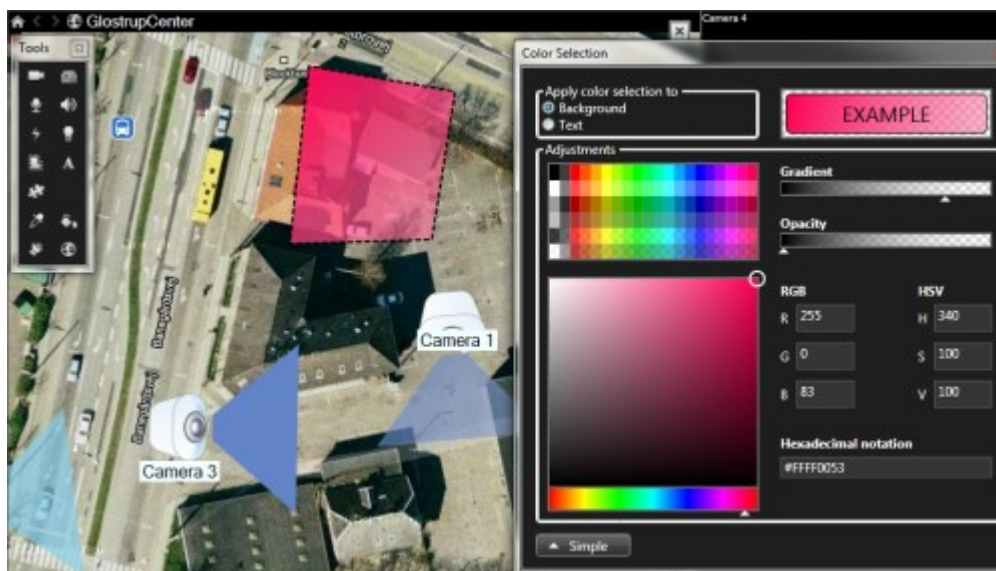 GlostrupCenter
Camera 4
Tools
A
Color Selection
Apply color selection to
Background
Text
EXAMPLE
Adjustments
Gradient
Opacity
RGB
HSV
R 255
H 340
G 0
S 100
B 83
V 100
Hexadecimal notation
#FFFF0053
Simple
Camera 1
Camera 3